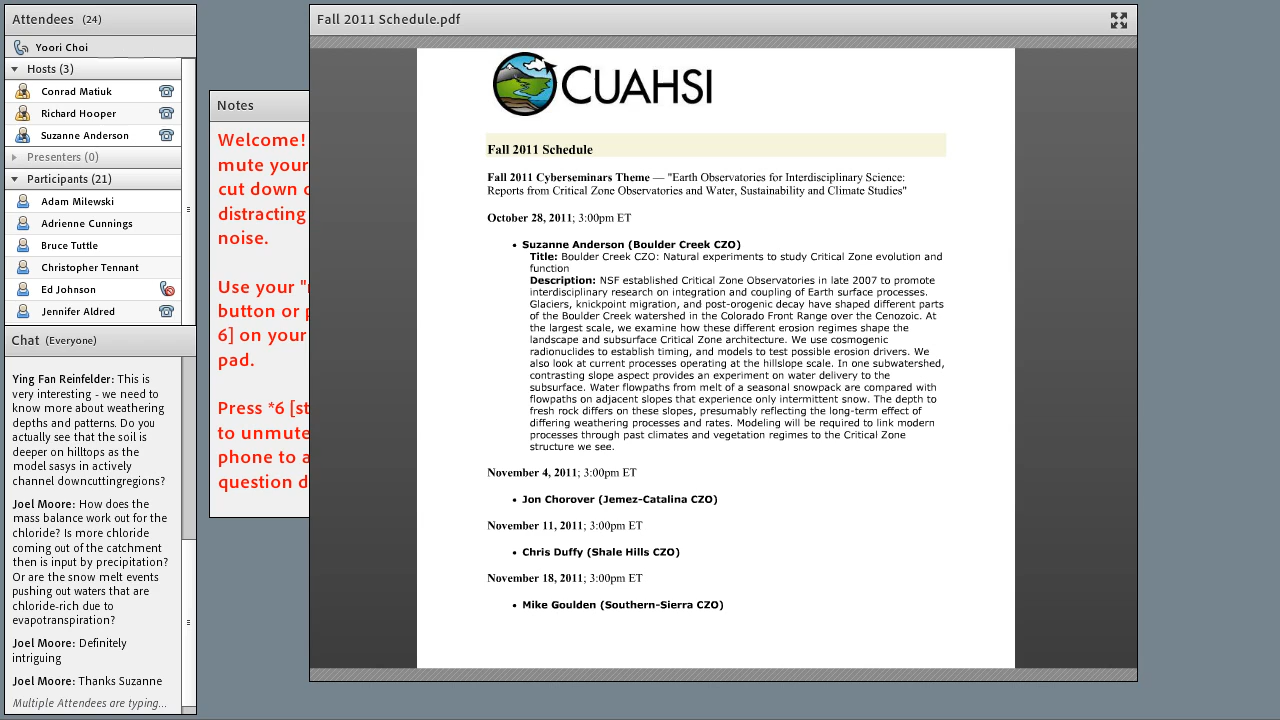 Attendees (24)
Yoori Choi
Hosts (3)
Conrad Matiuk
Richard Hooper
Suzanne Anderson
Presenters (0)
Participants (21)
Adam Milewski
Adrienne Cunnings
Bruce Tuttle
Christopher Tennant
Ed Johnson
Jennifer Aldred
Chat (Everyone)
Ying Fan Reinfelder: This is
very interesting - we need to
know more about weathering
depths and patterns. Do you
actually see that the soil is
deeper on hilltops as the
model sasys in actively
channel downcuttingregions?
Joel Moore: How does the
mass balance work out for the
chloride? Is more chloride
coming out of the catchment
then is input by precipitation?
Or are the snow melt events
pushing out waters that are
chloride-rich due to
evapotranspiration?
Joel Moore: Definitely
intriguing
Joel Moore: Thanks Suzanne
Multiple Attendees are typing...
Notes
Welcome!
mute your
cut down
distracting
noise.
Use your
button or
6] on your
pad.
Press *6
to unmute
phone to
question
Fall 2011 Schedule.pdf
CUAHSI
Fall 2011 Schedule
Fall 2011 Cyberseminars Theme — "Earth Observatories for Interdisciplinary Science:
Reports from Critical Zone Observatories and Water, Sustainability and Climate Studies"
October 28, 2011; 3:00pm ET
• Suzanne Anderson (Boulder Creek CZO)
Title: Boulder Creek CZO: Natural experiments to study Critical Zone evolution and
function
Description: NSF established Critical Zone Observatories in late 2007 to promote
interdisciplinary research on integration and coupling of Earth surface processes.
Glaciers, knickpoint migration, and post-orogenic decay have shaped different parts
of the Boulder Creek watershed in the Colorado Front Range over the Cenozoic. At
the largest scale, we examine how these different erosion regimes shape the
landscape and subsurface Critical Zone architecture. We use cosmogenic
radionuclides to establish timing, and models to test possible erosion drivers. We
also look at current processes operating at the hillslope scale. In one subwatershed,
contrasting slope aspect provides an experiment on water delivery to the
subsurface. Water flowpaths from melt of a seasonal snowpack are compared with
flowpaths on adjacent slopes that experience only intermittent snow. The depth to
fresh rock differs on these slopes, presumably reflecting the long-term effect of
differing weathering processes and rates. Modeling will be required to link modern
processes through past climates and vegetation regimes to the Critical Zone
structure we see.
November 4, 2011; 3:00pm ET
• Jon Chorover (Jemez-Catalina CZO)
November 11, 2011; 3:00pm ET
• Chris Duffy (Shale Hills CZO)
November 18, 2011; 3:00pm ET
• Mike Goulden (Southern-Sierra CZO)